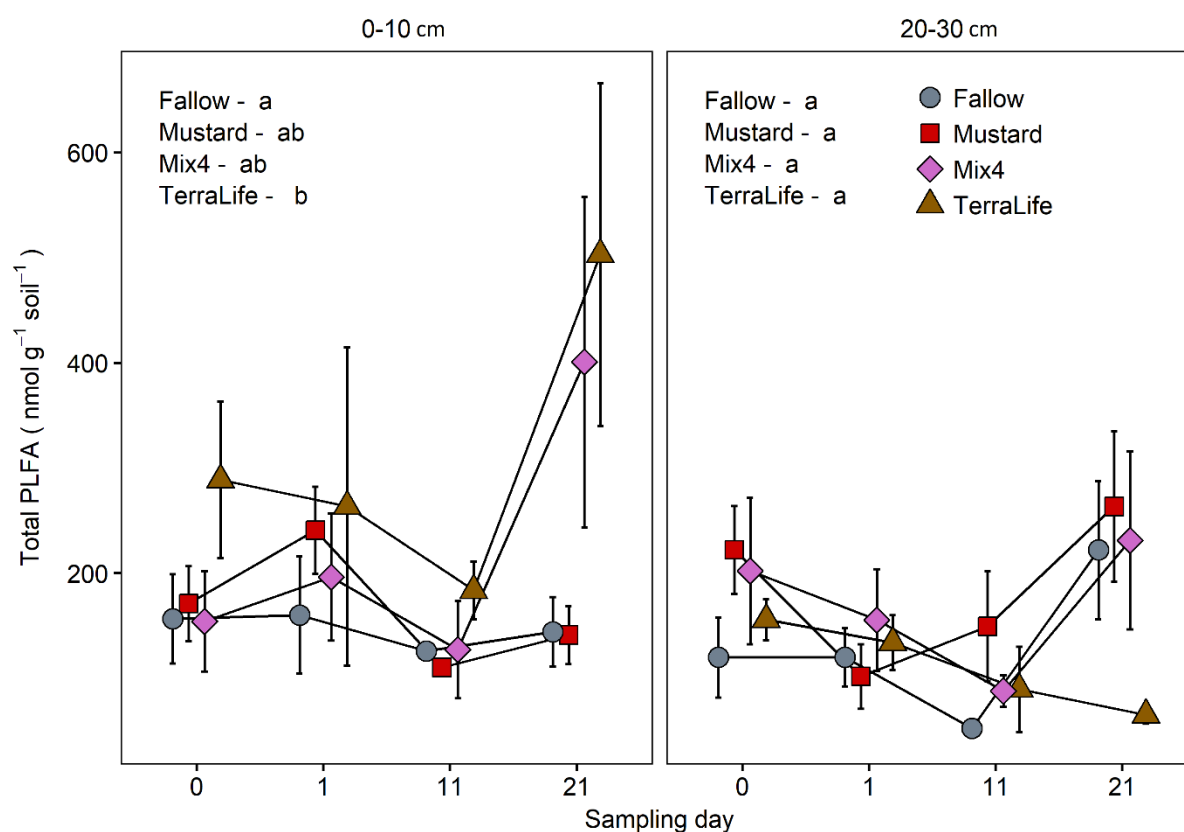 0-10 cm
20-30 cm
Fallow - a
Mustard - ab
Mix4 - ab
TerraLife - b
Fallow - a
Mustard - a
Mix4 - a
TerraLife - a
Fallow
Mustard
Mix4
TerraLife
Total PLFA ( nmol g⁻¹ soil⁻¹ )
600
400
200
0 1 11 21
0 1 11 21
Sampling day